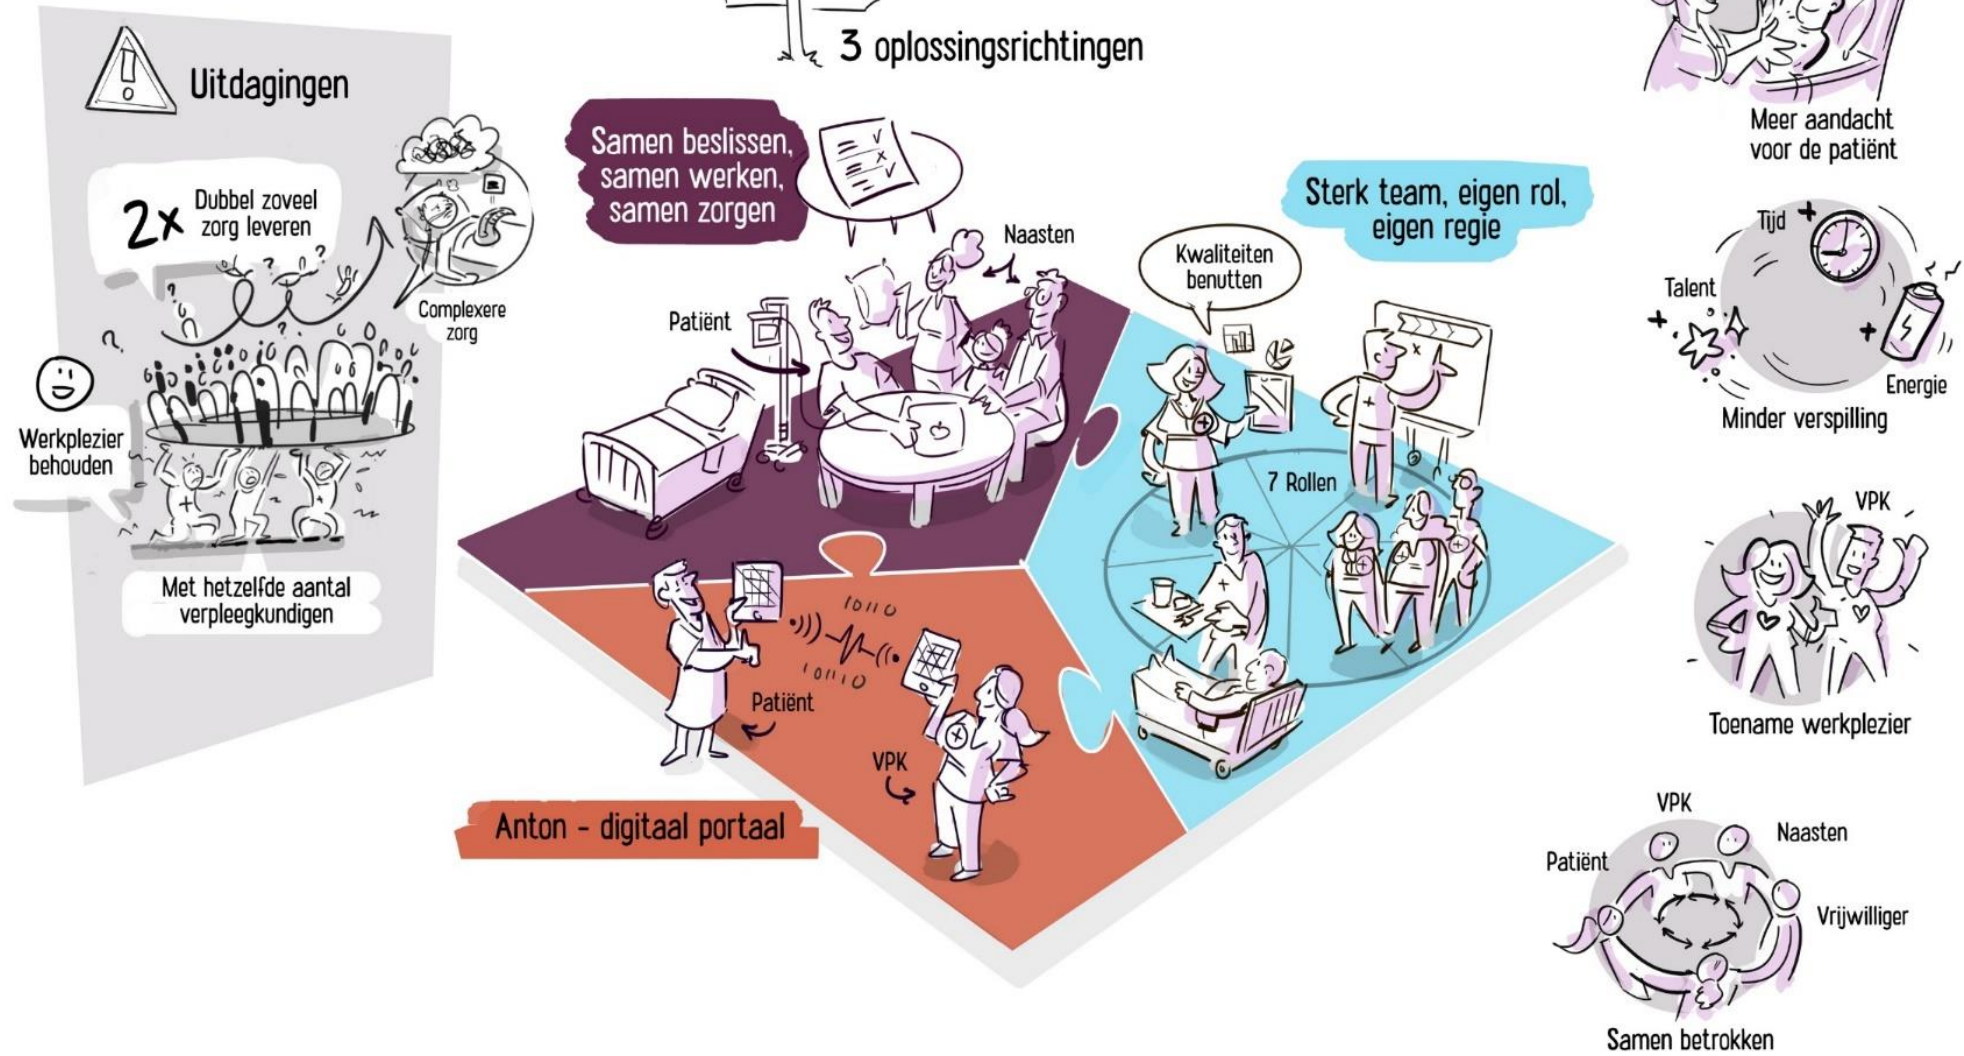 Uitdagingen
2x
Dubbel zoveel
zorg leveren
Complexere
zorg
Werkplezier
behouden
Met hetzelfde aantal
verpleegkundigen
3 oplossingsrichtingen
Samen beslissen,
samen werken,
samen zorgen
Naasten
Patiënt
Sterk team, eigen rol,
eigen regie
Kwaliteiten
benutten
7 Rollen
10110
10110
Patiënt
VPK
Anton - digitaal portaal
Meer aandacht
voor de patiënt
Tijd
Talent
Energie
Minder verspilling
VPK
Toename werkplezier
VPK
Naasten
Patiënt
Vrijwilliger
Samen betrokken